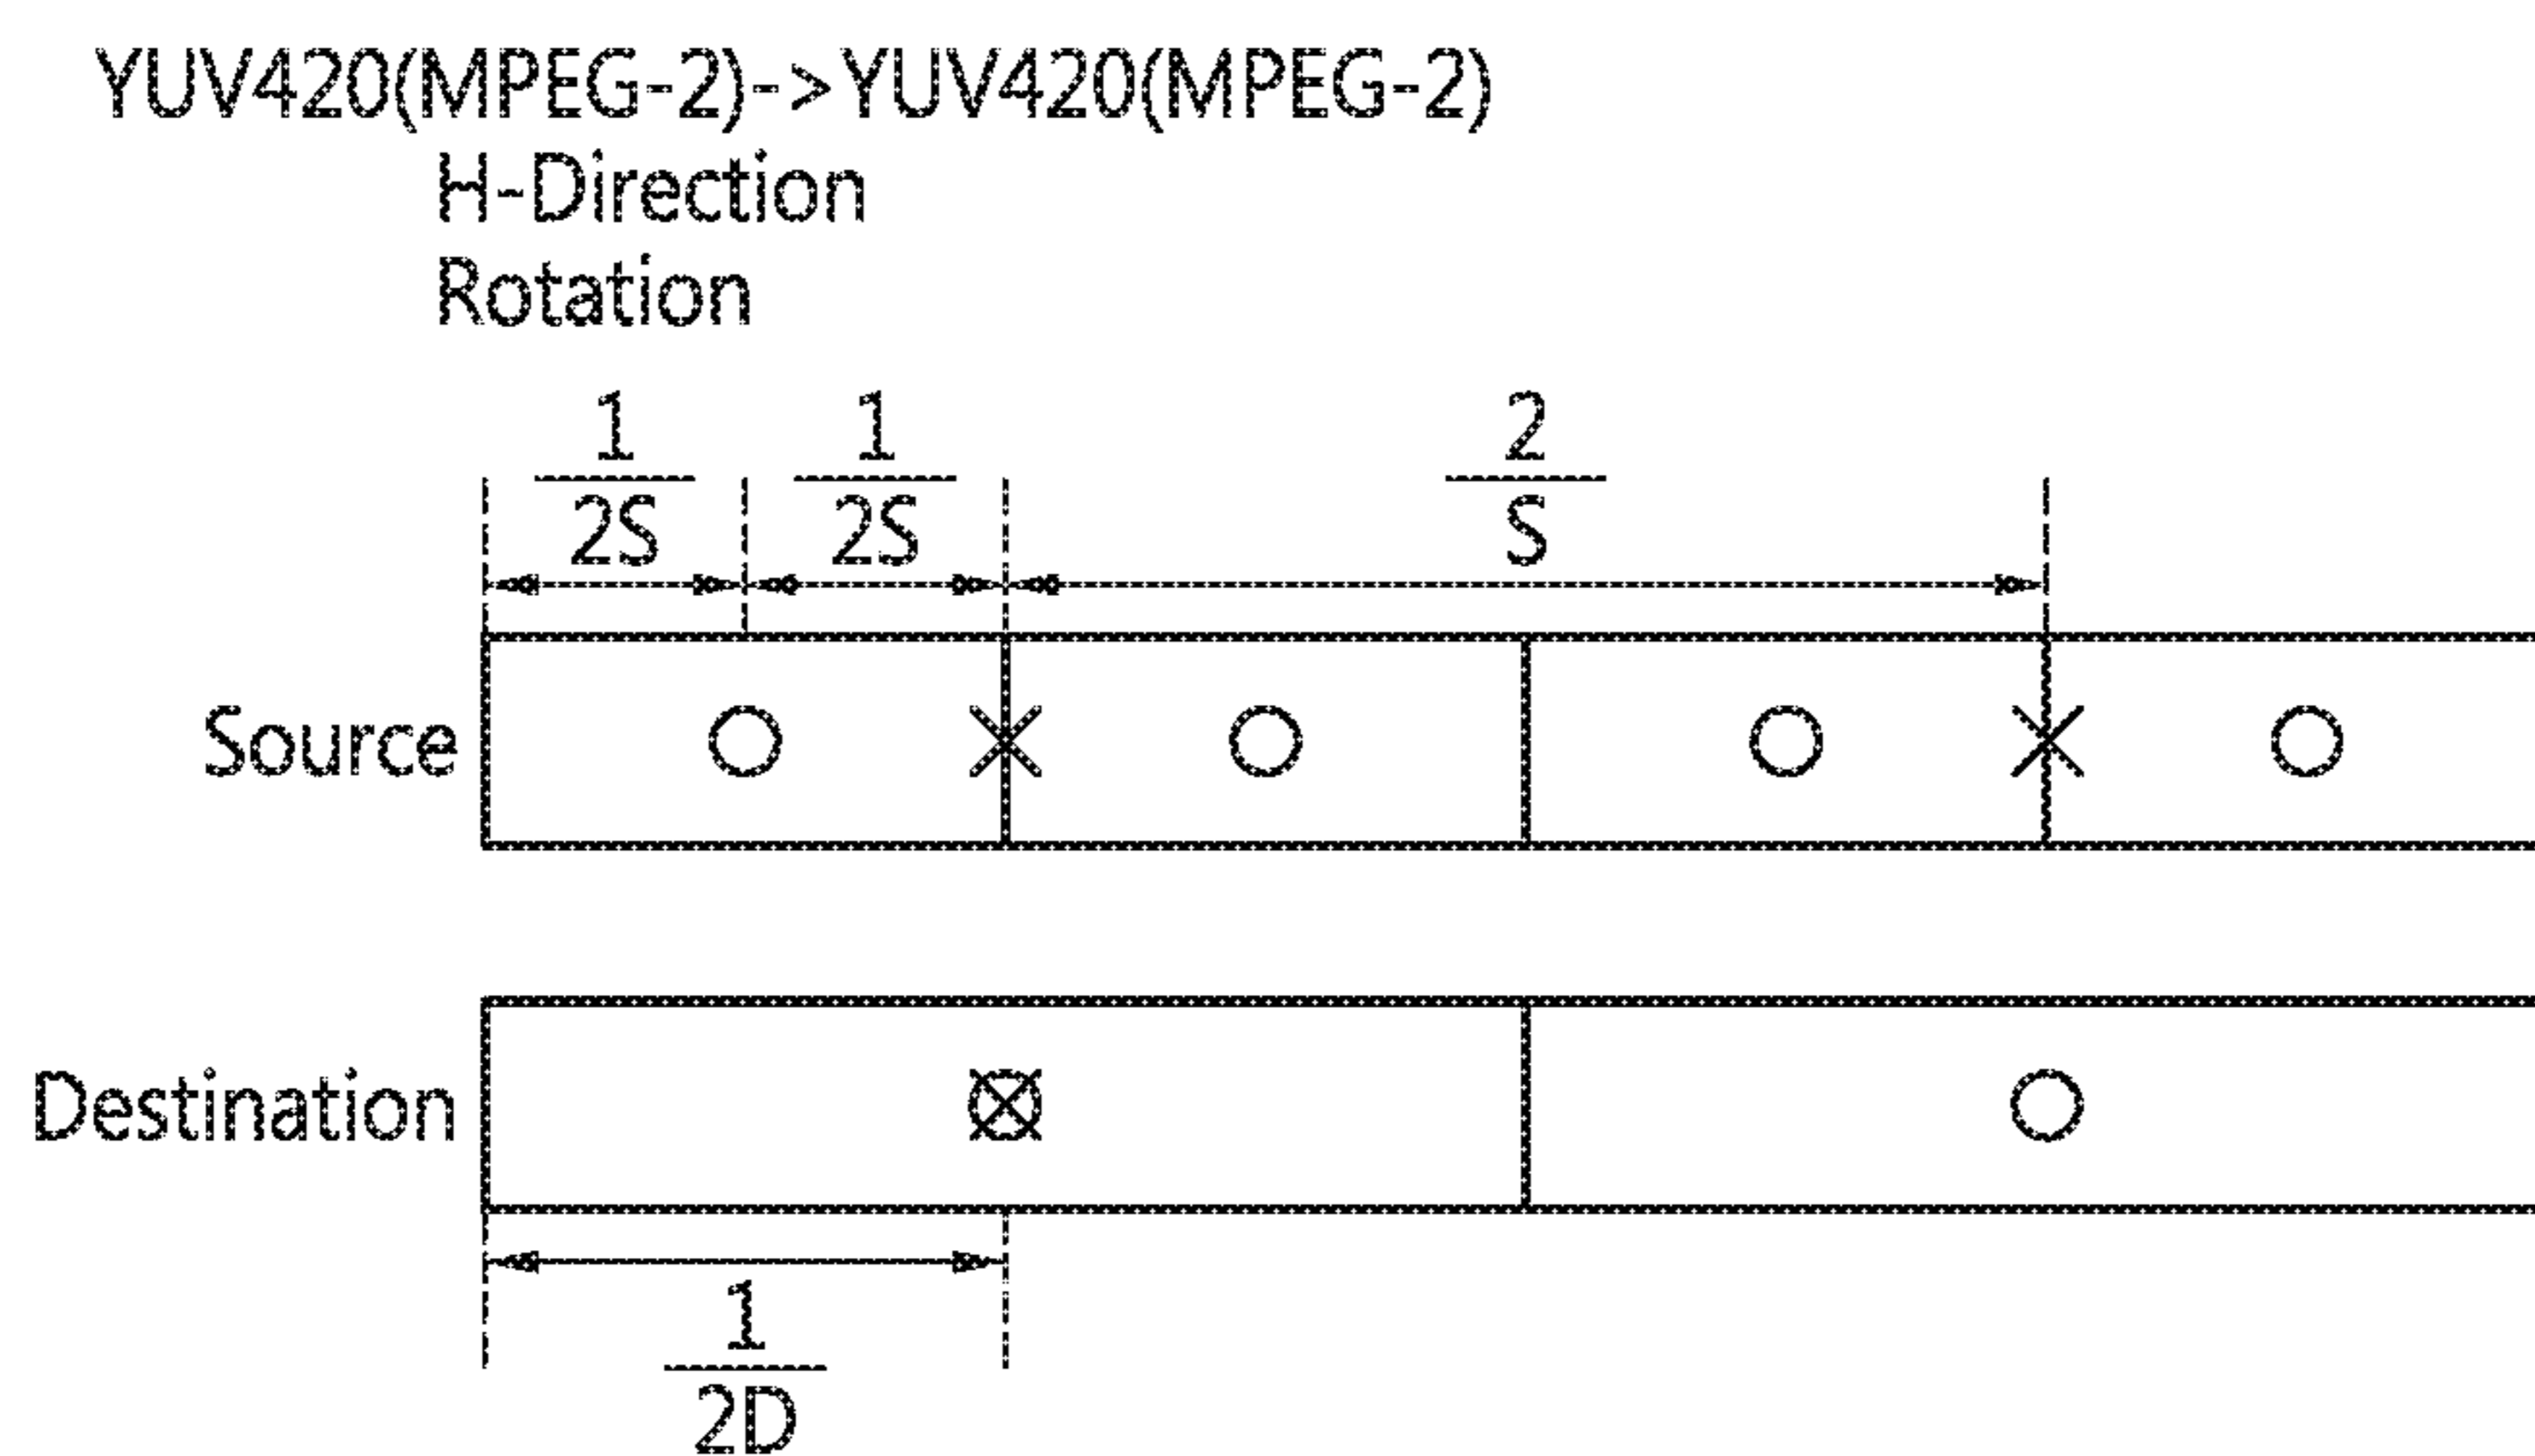 YUV420(MPEG-2)->YUV420(MPEG-2)
H-Direction
Rotation
1 1 2
2S 2S S
Source
Destination
1
2D